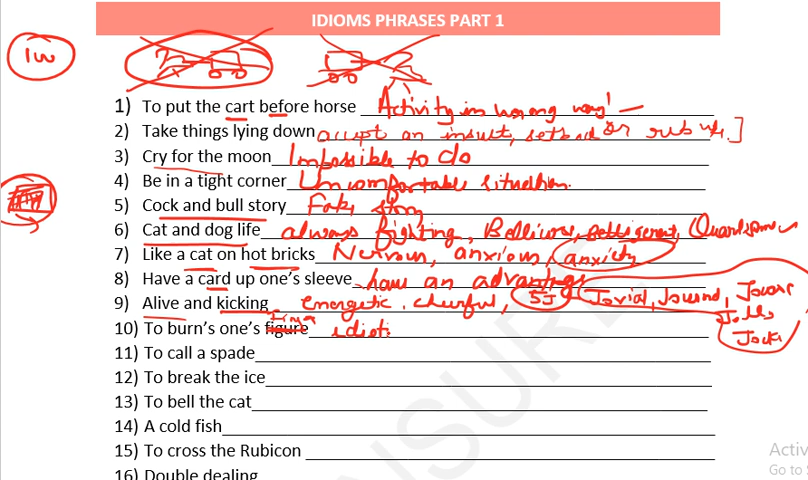 IDIOMS PHRASES PART 1
IW
1) To put the cart before horse Activity in wrong way'
2) Take things lying down accept an insult, setback or rebuke.]
3) Cry for the moon Impossible to do
4) Be in a tight corner Uncomfortable situation.
5) Cock and bull story Fake story
6) Cat and dog life always fighting, Bellicose, belligerent, Quarrelsome
7) Like a cat on hot bricks Nervous, anxious, anxiety
8) Have a card up one's sleeve have an advantage
9) Alive and kicking energetic, cheerful, 5J Jovial, Jocund, Jocose
Jolly
Jocular
10) To burn's one's figure Finger idiot
11) To call a spade
12) To break the ice
13) To bell the cat
14) A cold fish
15) To cross the Rubicon
16) Double dealing
Activ
Go to S